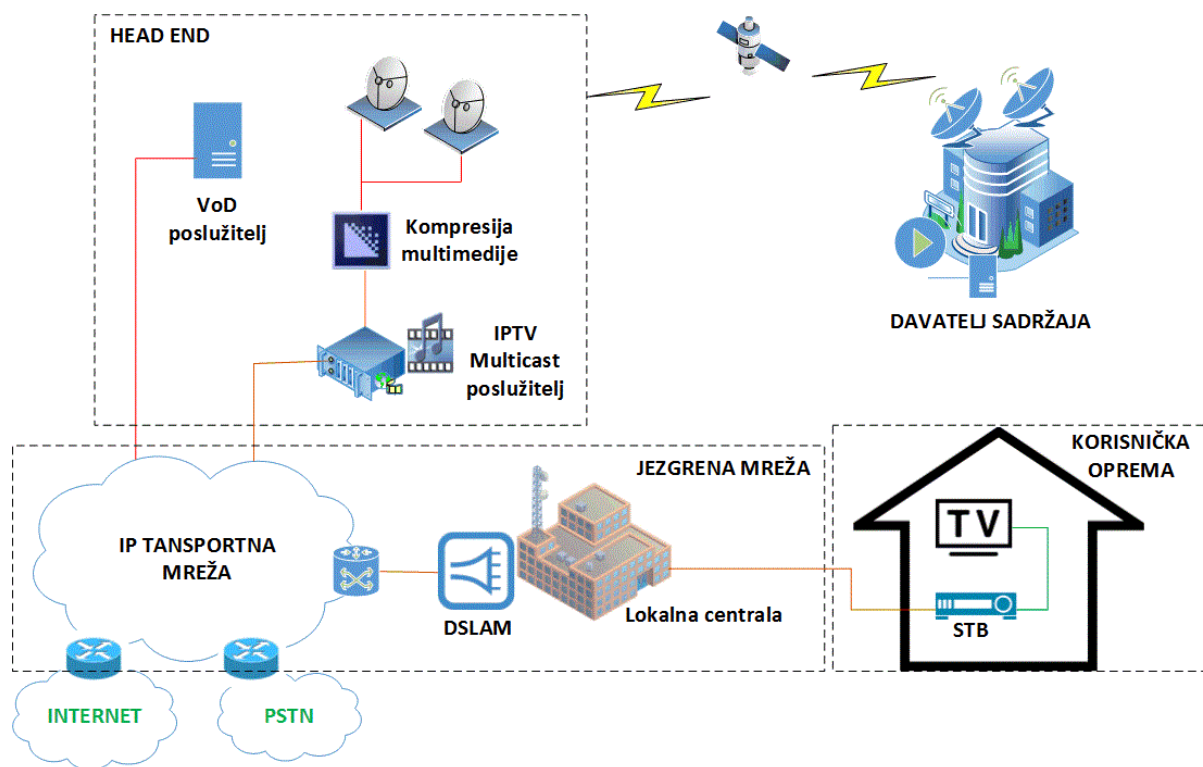 HEAD END
VoD
poslužitelj
Kompresija
multimedije
IPTV
Multicast
poslužitelj
DAVATELJ SADRŽAJA
JEZGRENA MREŽA
IP TANSPORTNA
MREŽA
DSLAM
Lokalna centrala
KORISNIČKA
OPREMA
TV
STB
INTERNET
PSTN